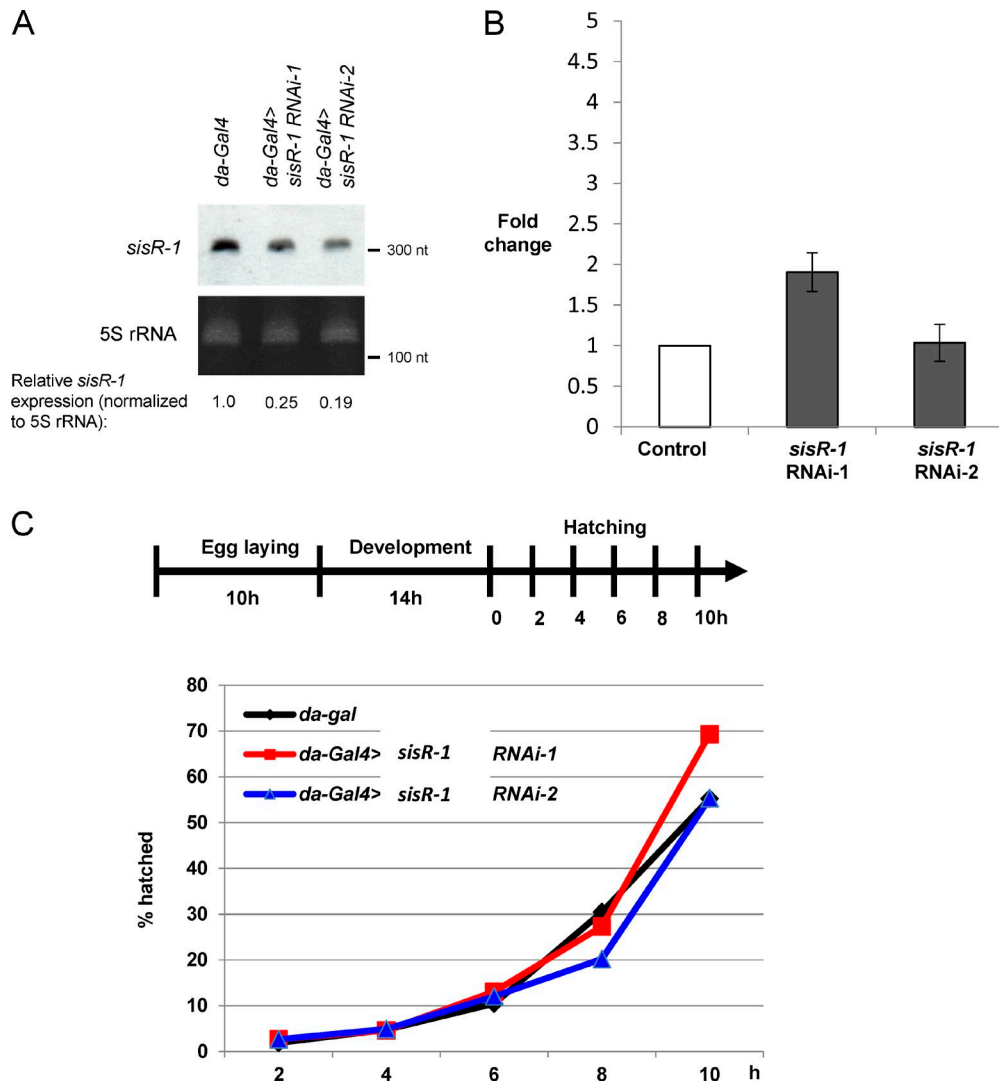 A
da-Gal4
da-Gal4>
sisR-1 RNAi-1
da-Gal4>
sisR-1 RNAi-2
sisR-1
300 nt
5S rRNA
100 nt
Relative sisR-1
expression (normalized
to 5S rRNA):
1.0 0.25 0.19
B
5
4.5
4
3.5
3
2.5
2
1.5
1
0.5
0
Fold
change
Control
sisR-1
RNAi-1
sisR-1
RNAi-2
C
Egg laying
Development
Hatching
10h
14h
0 2 4 6 8 10h
80
70
60
50
40
30
20
10
0
% hatched
da-gal
da-Gal4> sisR-1 RNAi-1
da-Gal4> sisR-1 RNAi-2
2 4 6 8 10 h